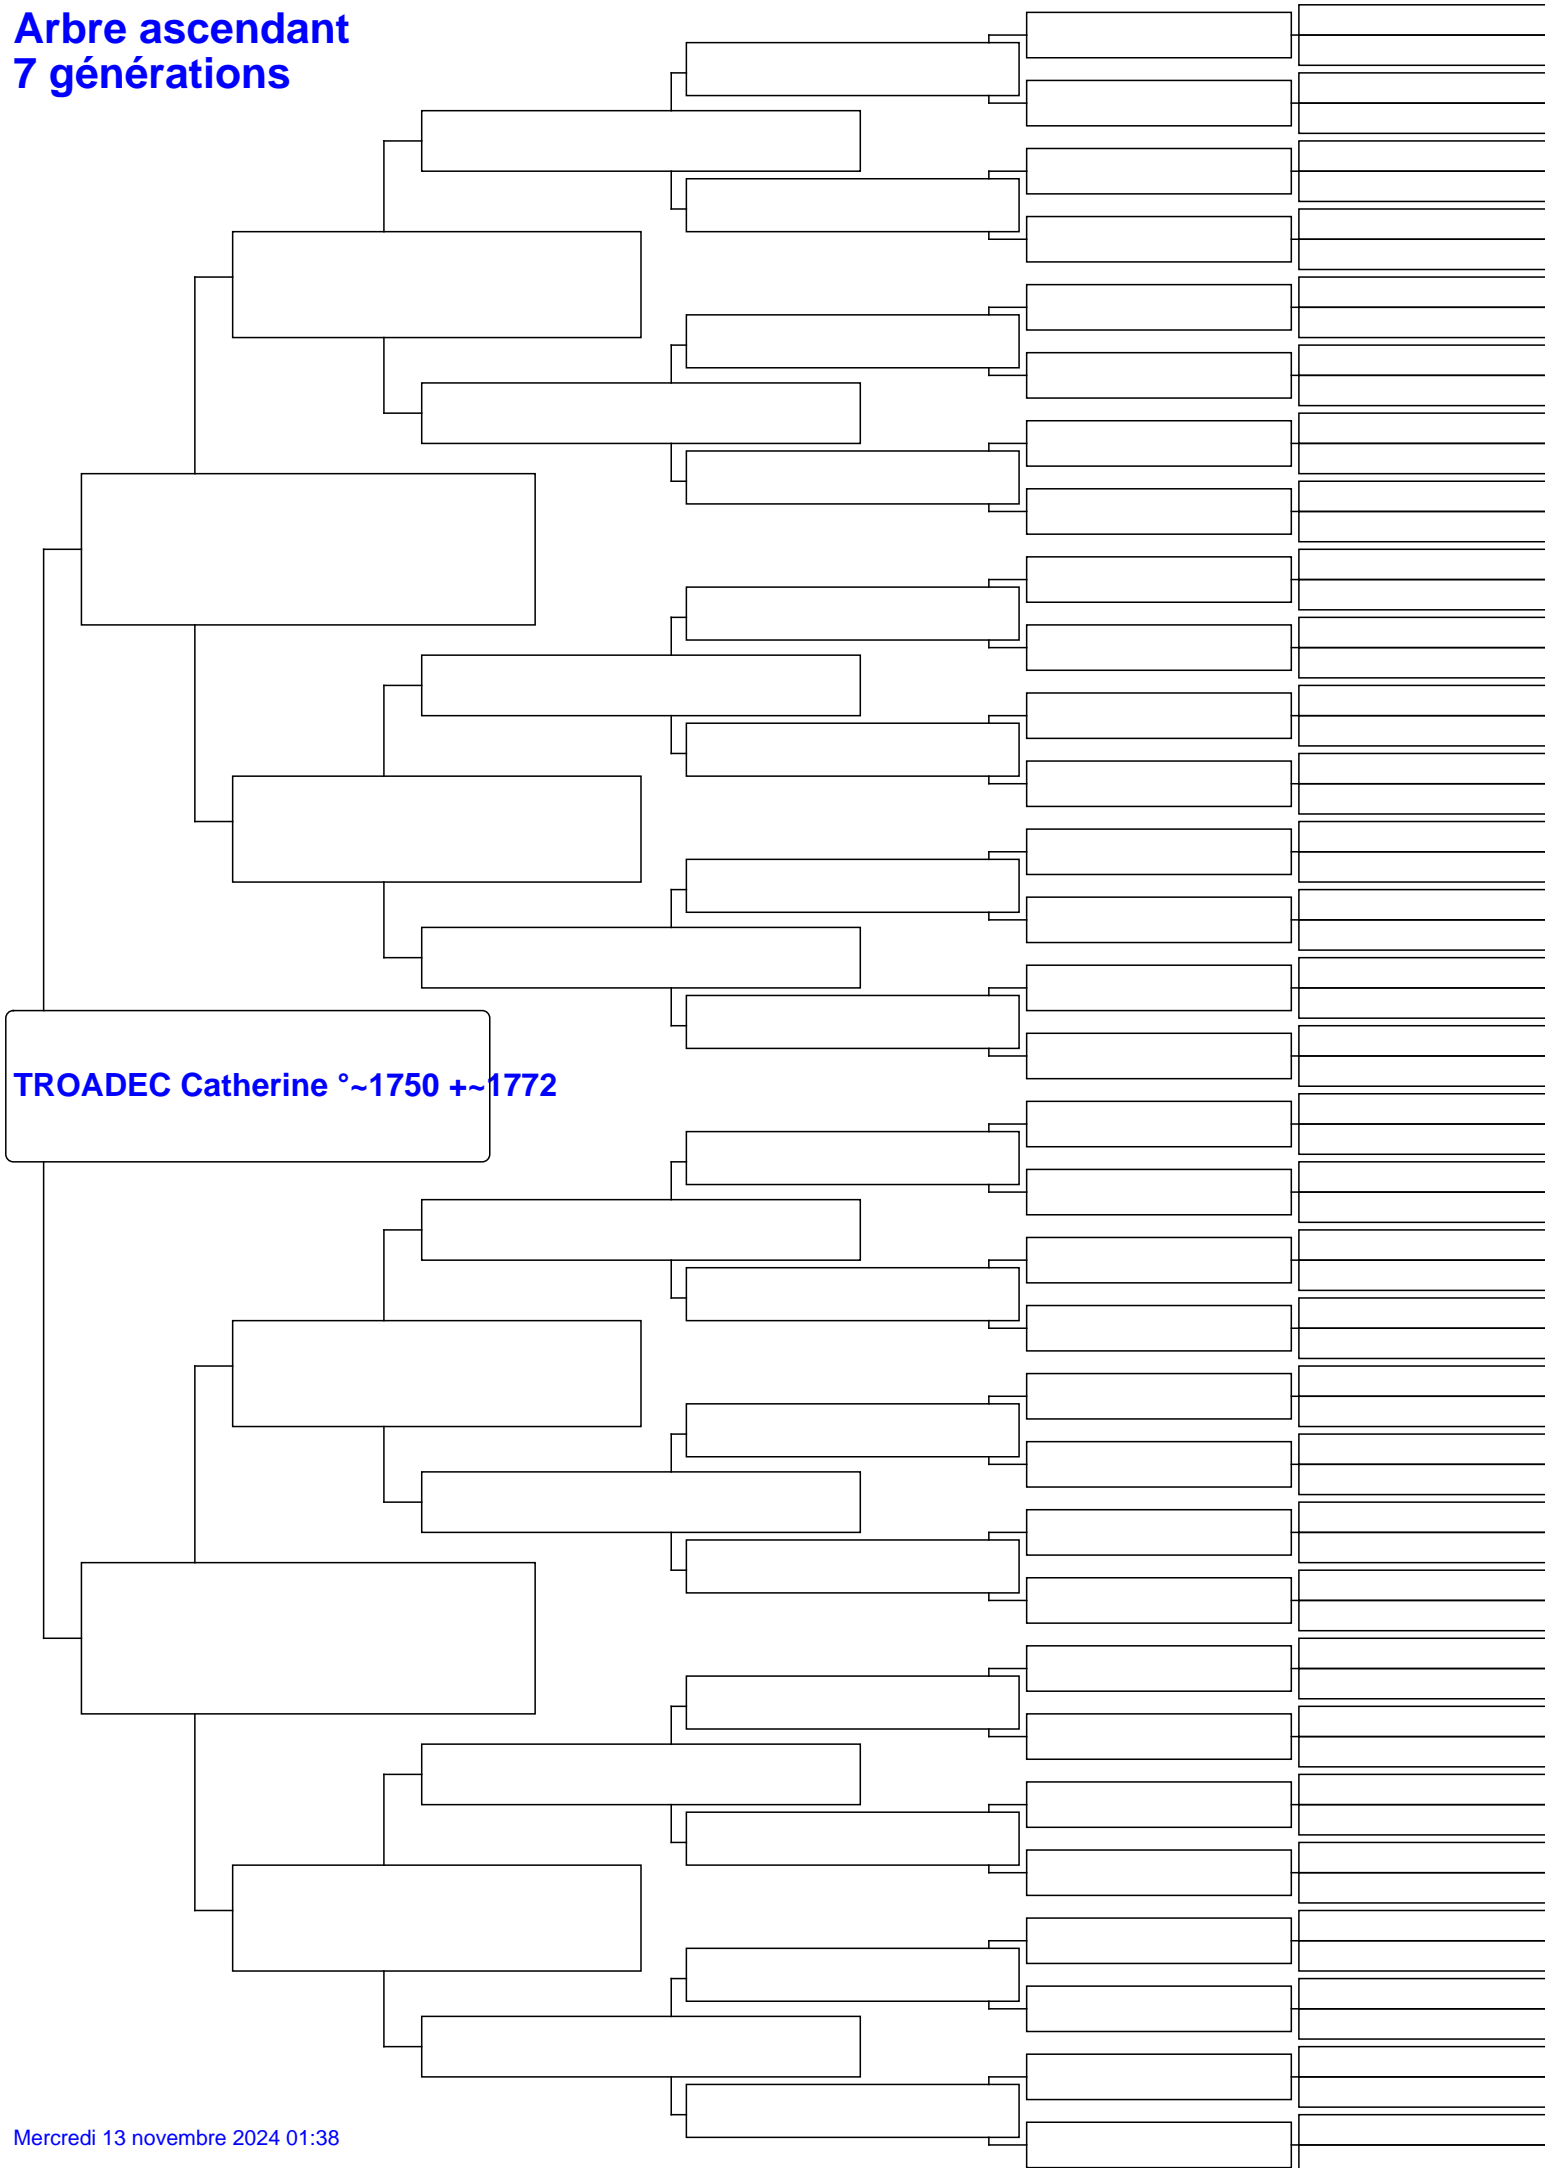 Arbre ascendant
7 générations
TROADEC Catherine °~1750 +~1772
Mercredi 13 novembre 2024 01:38